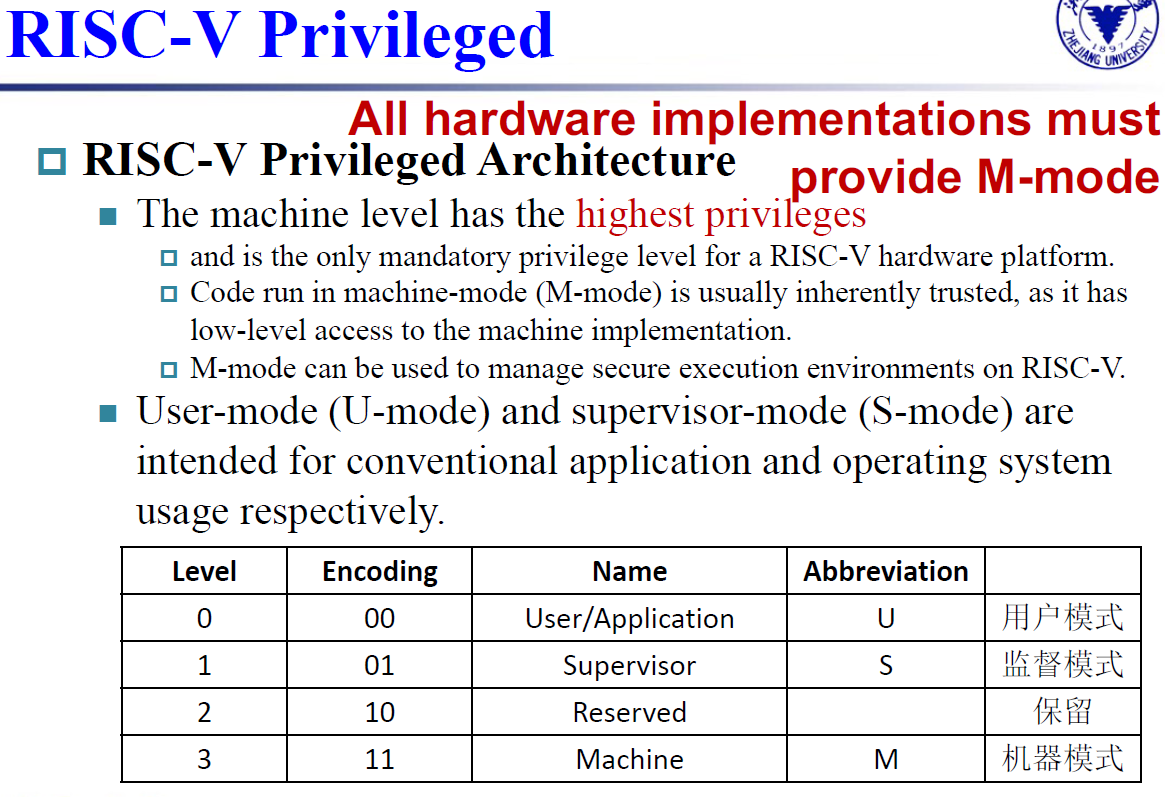 RISC-V Privileged
ZHEJIANG UNIVERSITY
1897
All hardware implementations must
provide M-mode
RISC-V Privileged Architecture
The machine level has the highest privileges
and is the only mandatory privilege level for a RISC-V hardware platform.
Code run in machine-mode (M-mode) is usually inherently trusted, as it has
low-level access to the machine implementation.
M-mode can be used to manage secure execution environments on RISC-V.
User-mode (U-mode) and supervisor-mode (S-mode) are
intended for conventional application and operating system
usage respectively.
Level Encoding Name Abbreviation
0 00 User/Application U 用户模式
1 01 Supervisor S 监督模式
2 10 Reserved 保留
3 11 Machine M 机器模式